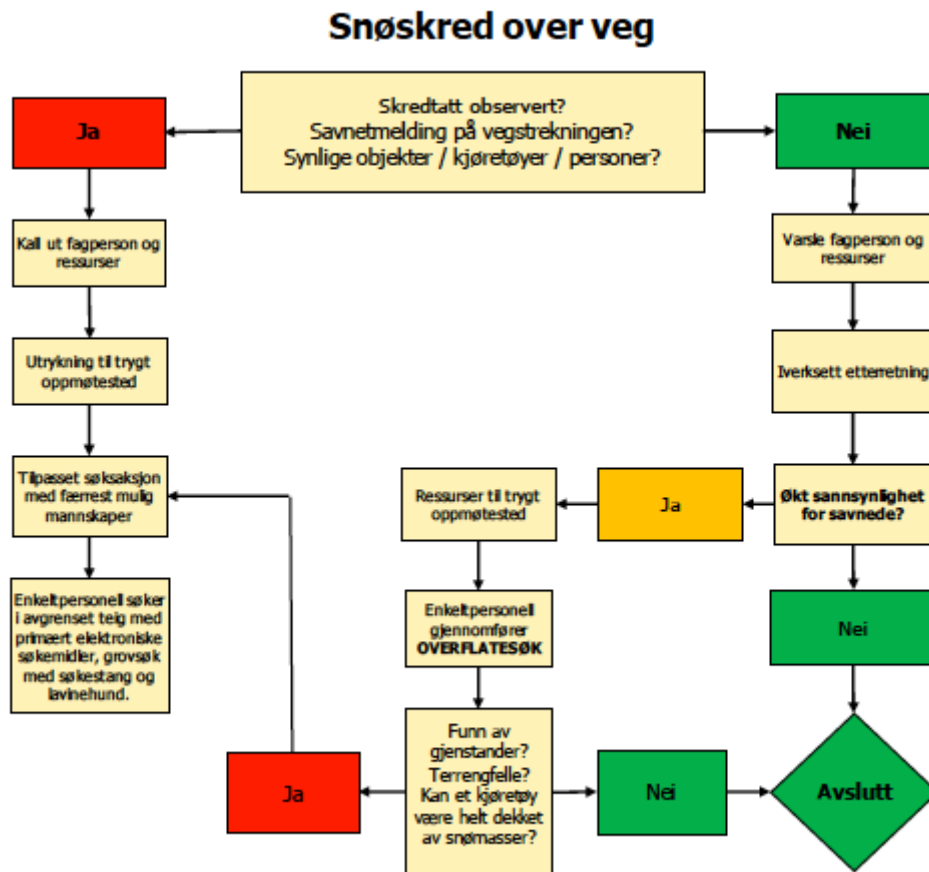 Snøskred over veg
Skredtatt observert?
Savnetmelding på vegstrekningen?
Synlige objekter / kjøretøyer / personer?
Ja
Nei
Kall ut fagperson og
ressurser
Varsle fagperson og
ressurser
Utrykning til trygt
oppmøtested
Iverksett etterretning
Tilpasset søksaksjon
med færrest mulig
mannskaper
Ressurser til trygt
oppmøtested
Ja
Økt sannsynlighet
for savnede?
Enkeltpersonell søker
i avgrenset teig med
primært elektroniske
søkemidler, grovsøk
med søkestang og
lavinehund.
Enkeltpersonell
gjennomfører
OVERFLATESØK
Nei
Funn av
gjenstander?
Terrengfelle?
Kan et kjøretøy
være helt dekket
av snømasser?
Ja
Nei
Avslutt